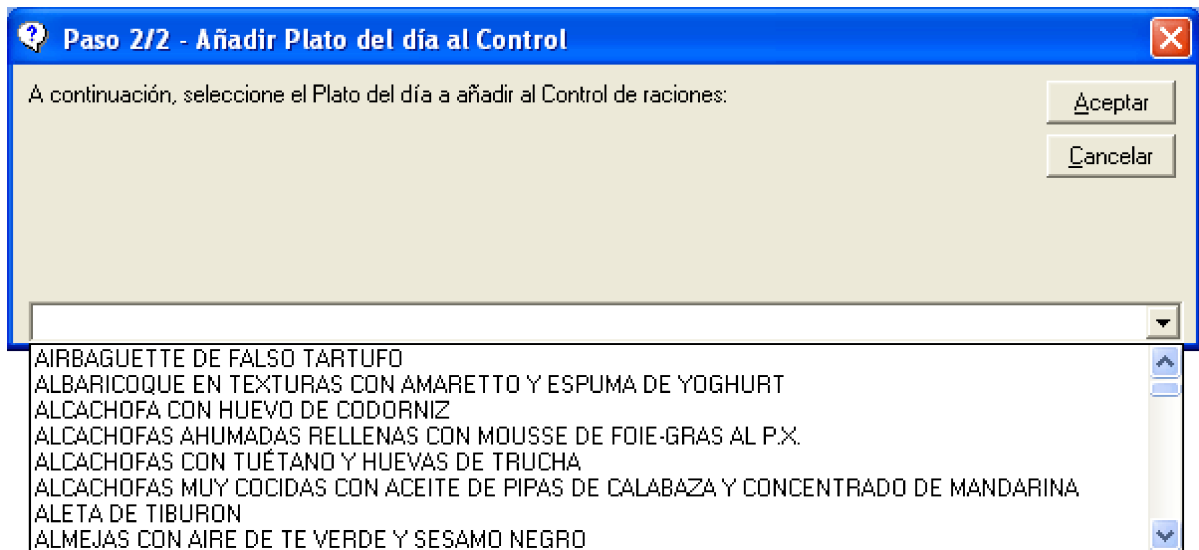 Paso 2/2 - Añadir Plato del día al Control
A continuación, seleccione el Plato del día a añadir al Control de raciones:
Aceptar
Cancelar
AIRBAGUETTE DE FALSO TARTUFO
ALBARICOQUE EN TEXTURAS CON AMARETTO Y ESPUMA DE YOGHURT
ALCACHOFA CON HUEVO DE CODORNIZ
ALCACHOFAS AHUMADAS RELLENAS CON MOUSSE DE FOIE-GRAS AL P.X.
ALCACHOFAS CON TUÉTANO Y HUEVAS DE TRUCHA
ALCACHOFAS MUY COCIDAS CON ACEITE DE PIPAS DE CALABAZA Y CONCENTRADO DE MANDARINA
ALETA DE TIBURON
ALMEJAS CON AIRE DE TE VERDE Y SESAMO NEGRO